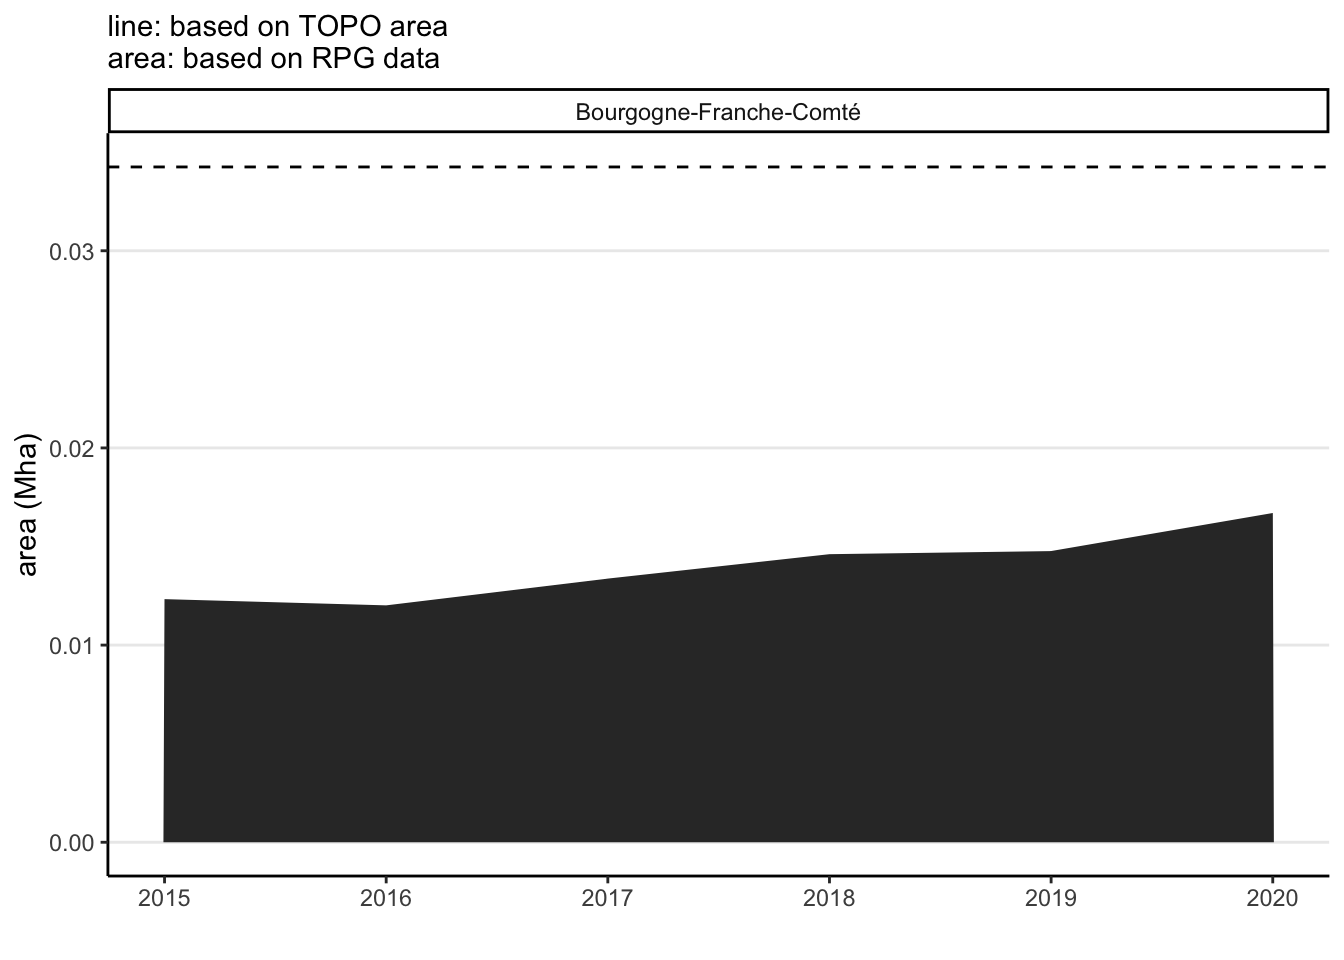 line: based on TOPO area
area: based on RPG data
Bourgogne-Franche-Comté
area (Mha)
0.03
0.02
0.01
0.00
2015 2016 2017 2018 2019 2020